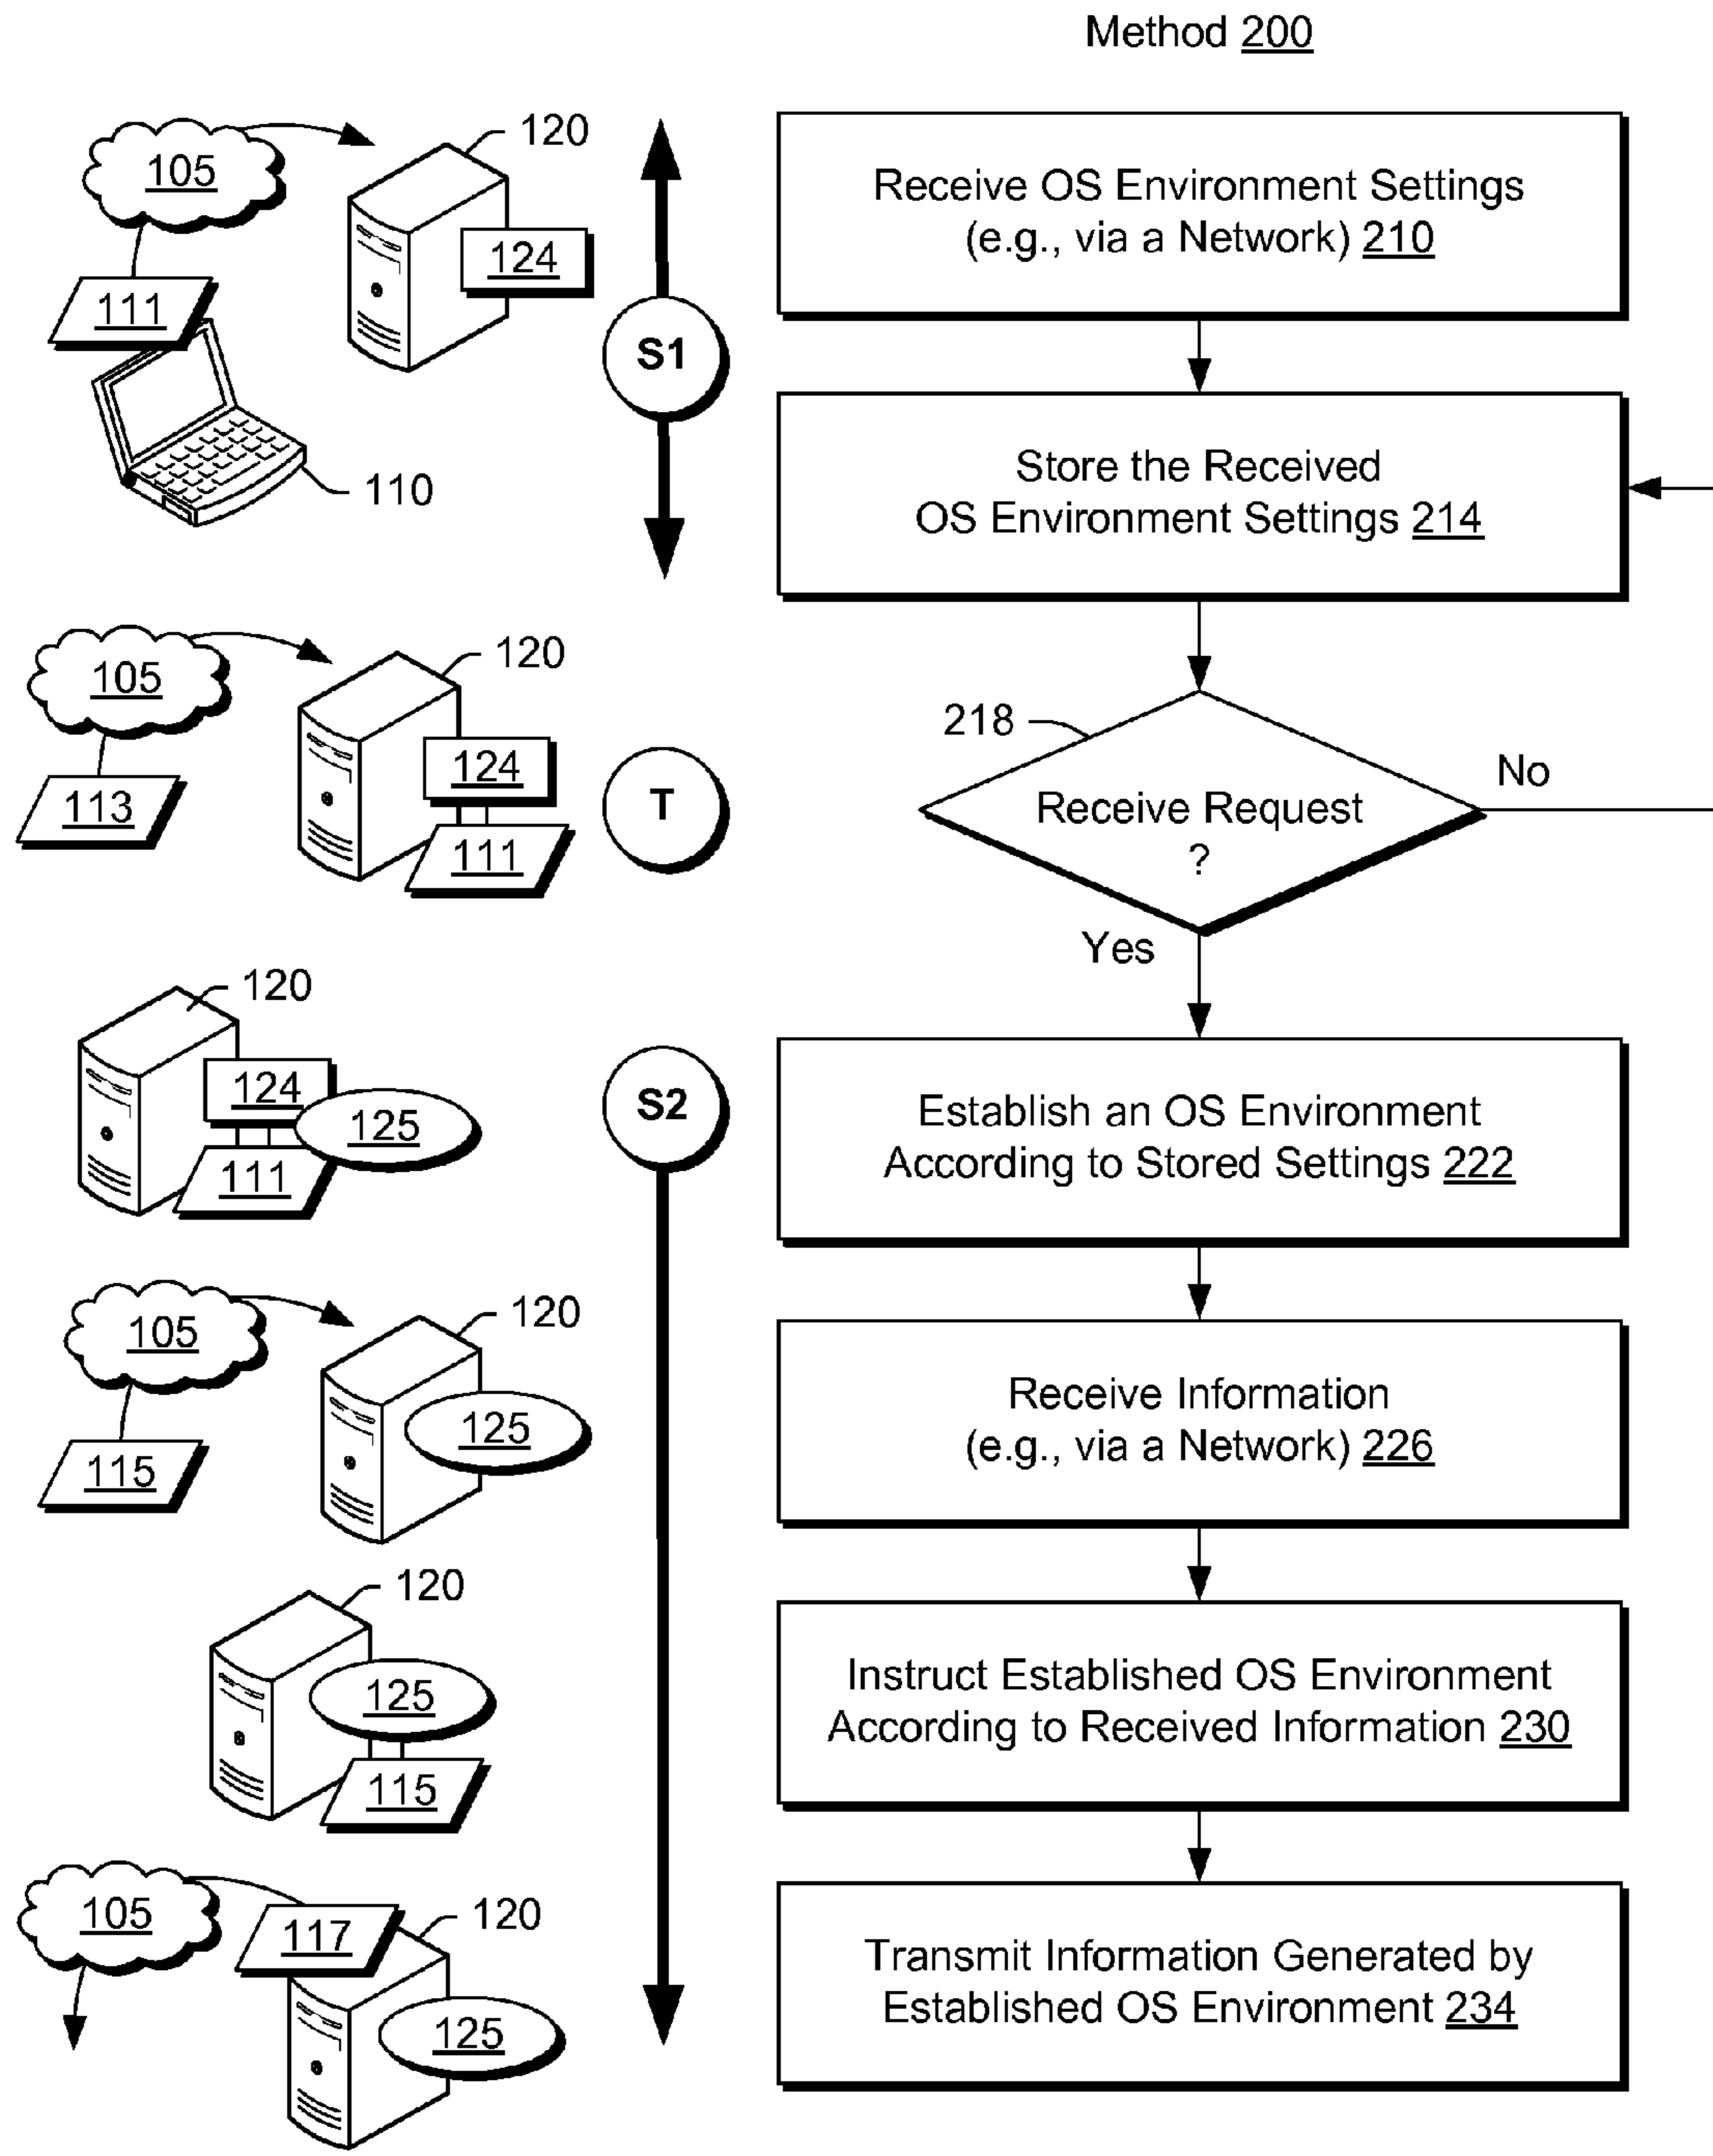 Method 200
105
120
124
111
110
S1
Receive OS Environment Settings
(e.g., via a Network) 210
Store the Received
OS Environment Settings 214
105
120
124
113
111
T
218
Receive Request
?
No
Yes
120
124
125
111
S2
Establish an OS Environment
According to Stored Settings 222
105
120
125
115
Receive Information
(e.g., via a Network) 226
120
125
115
Instruct Established OS Environment
According to Received Information 230
105
117
120
125
Transmit Information Generated by
Established OS Environment 234